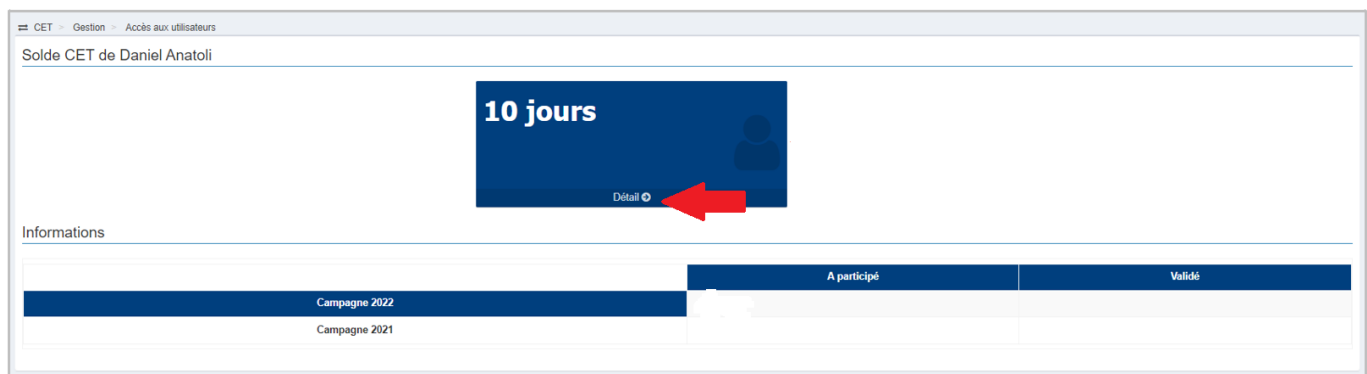 CET > Gestion > Accès aux utilisateurs
Solde CET de Daniel Anatoli
10 jours
Détail
Informations
A participé Validé
Campagne 2022
Campagne 2021